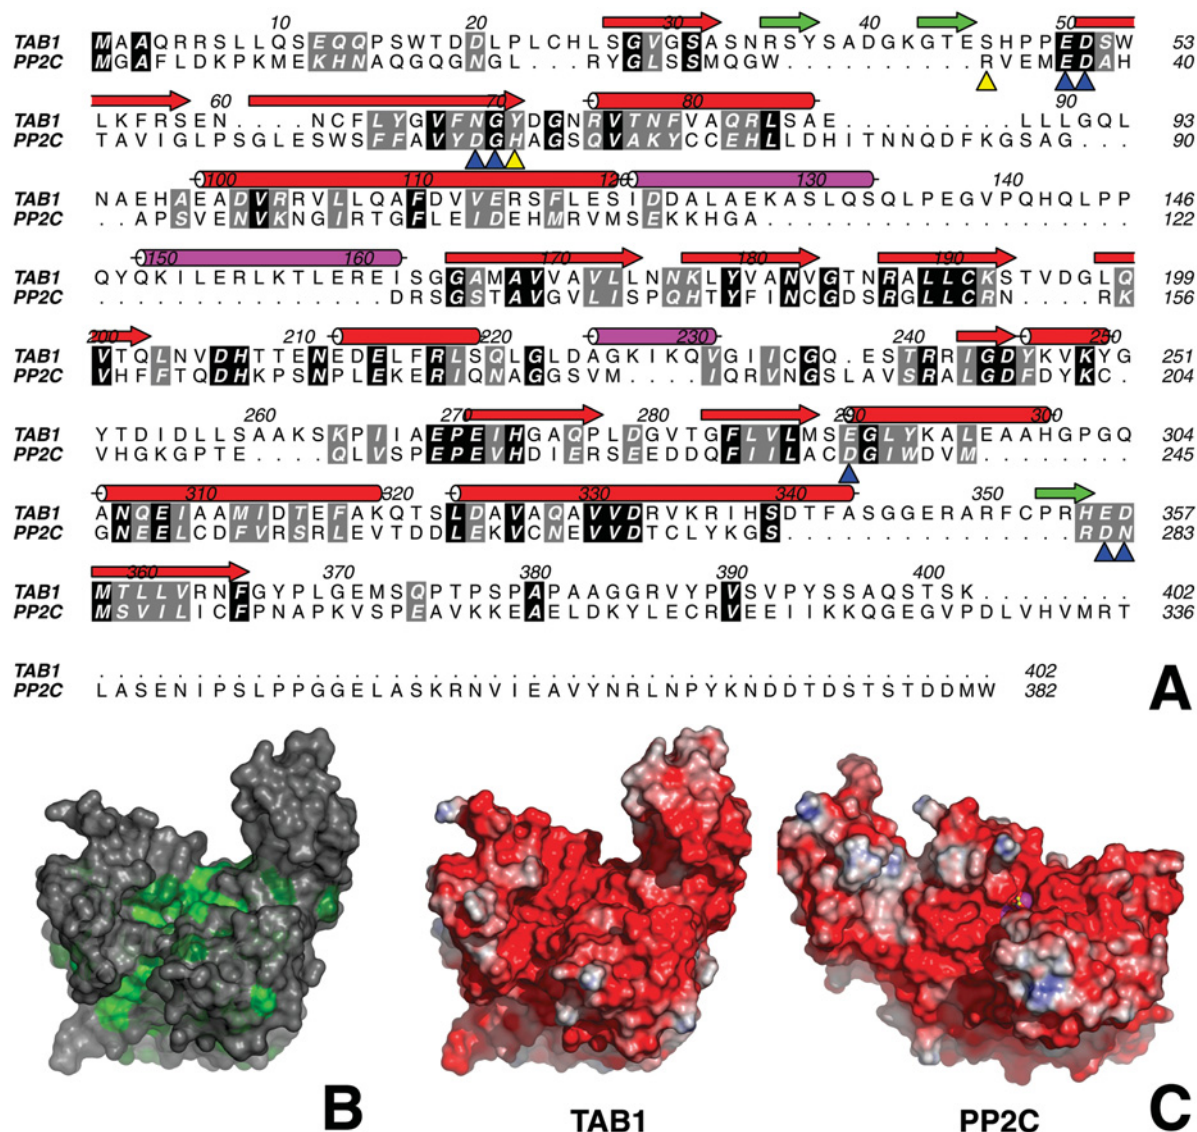 10 20 30 40 50
TAB1 MAAQRRSLLQSEQQPSWTDDLPLCHLSGVGSASNRSYSADGKGTESHPPEDSW 53
PP2C MGAFLDKPKMEKHNAQGQGNGL...RYGLSSMQGW..........RVEMEDAH 40
60 70 80 90
TAB1 LKFRSEN....NCFLYGVFNGYDGNRVTNFVAQRLSAE.........LLLGQL 93
PP2C TAVIGLPSGLESWSFFAVYDGHAGSQVAKYCCEHLLDHITNNQDFKGSAG... 90
100 110 120 130 140
TAB1 NAEHAEADVRRVLLQAFDVVERSFLESIDDALAEKASLQSQLPEGVPQHQLPP 146
PP2C ..APSVENVKNGIRTGFLEIDEHMRVMSEKKHGA................... 122
150 160 170 180 190
TAB1 QYQKILERLKTLEREISGGAMAVVAVLLNNKLYVANVGTNRALLCKSTVDGLQ 199
PP2C ...............DRSGSTAVGVLISPQHTYFINCGDSRGLLCRN....RK 156
200 210 220 230 240 250
TAB1 VTQLNVDHTTENEDELFRLSQLGLDAGKIKQVGIICGQ.ESTRRIGDYKVKYG 251
PP2C VHFFTQDHKPSNPLEKERIQNAGGSVM....IQRVNGSLAVSRALGDFDYKC. 204
260 270 280 290 300
TAB1 YTDIDLLSAAKSKPIIAEPEIHGAQPLDGVTGFLVLMSEGLYKALEAAHGPGQ 304
PP2C VHGKGPTE....QLVSPEPEVHDIERSEEDDQFIILACDGIWDVM........ 245
310 320 330 340 350
TAB1 ANQEIAAMIDTEFAKQTSLDAVAQAVVDRVKRIHSDTFASGGERARFCPRHED 357
PP2C GNEELCDFVRSRLEVTDDLEKVCNEVVDTCLYKGS...............RDN 283
360 370 380 390 400
TAB1 MTLLVRNFGYPLGEMSQPTPSPAPAAGGRVYPVSVPYSSAQSTSK........ 402
PP2C MSVILICFPNAPKVSPEAVKKEAELDKYLECRVEEIIKKQGEGVPDLVHVMRT 336
TAB1 .............................................. 402
PP2C LASENIPSLPPGGELASKRNVIEAVYNRLNPYKNDDTDSTSTDDMW 382
A
B
TAB1
PP2C
C